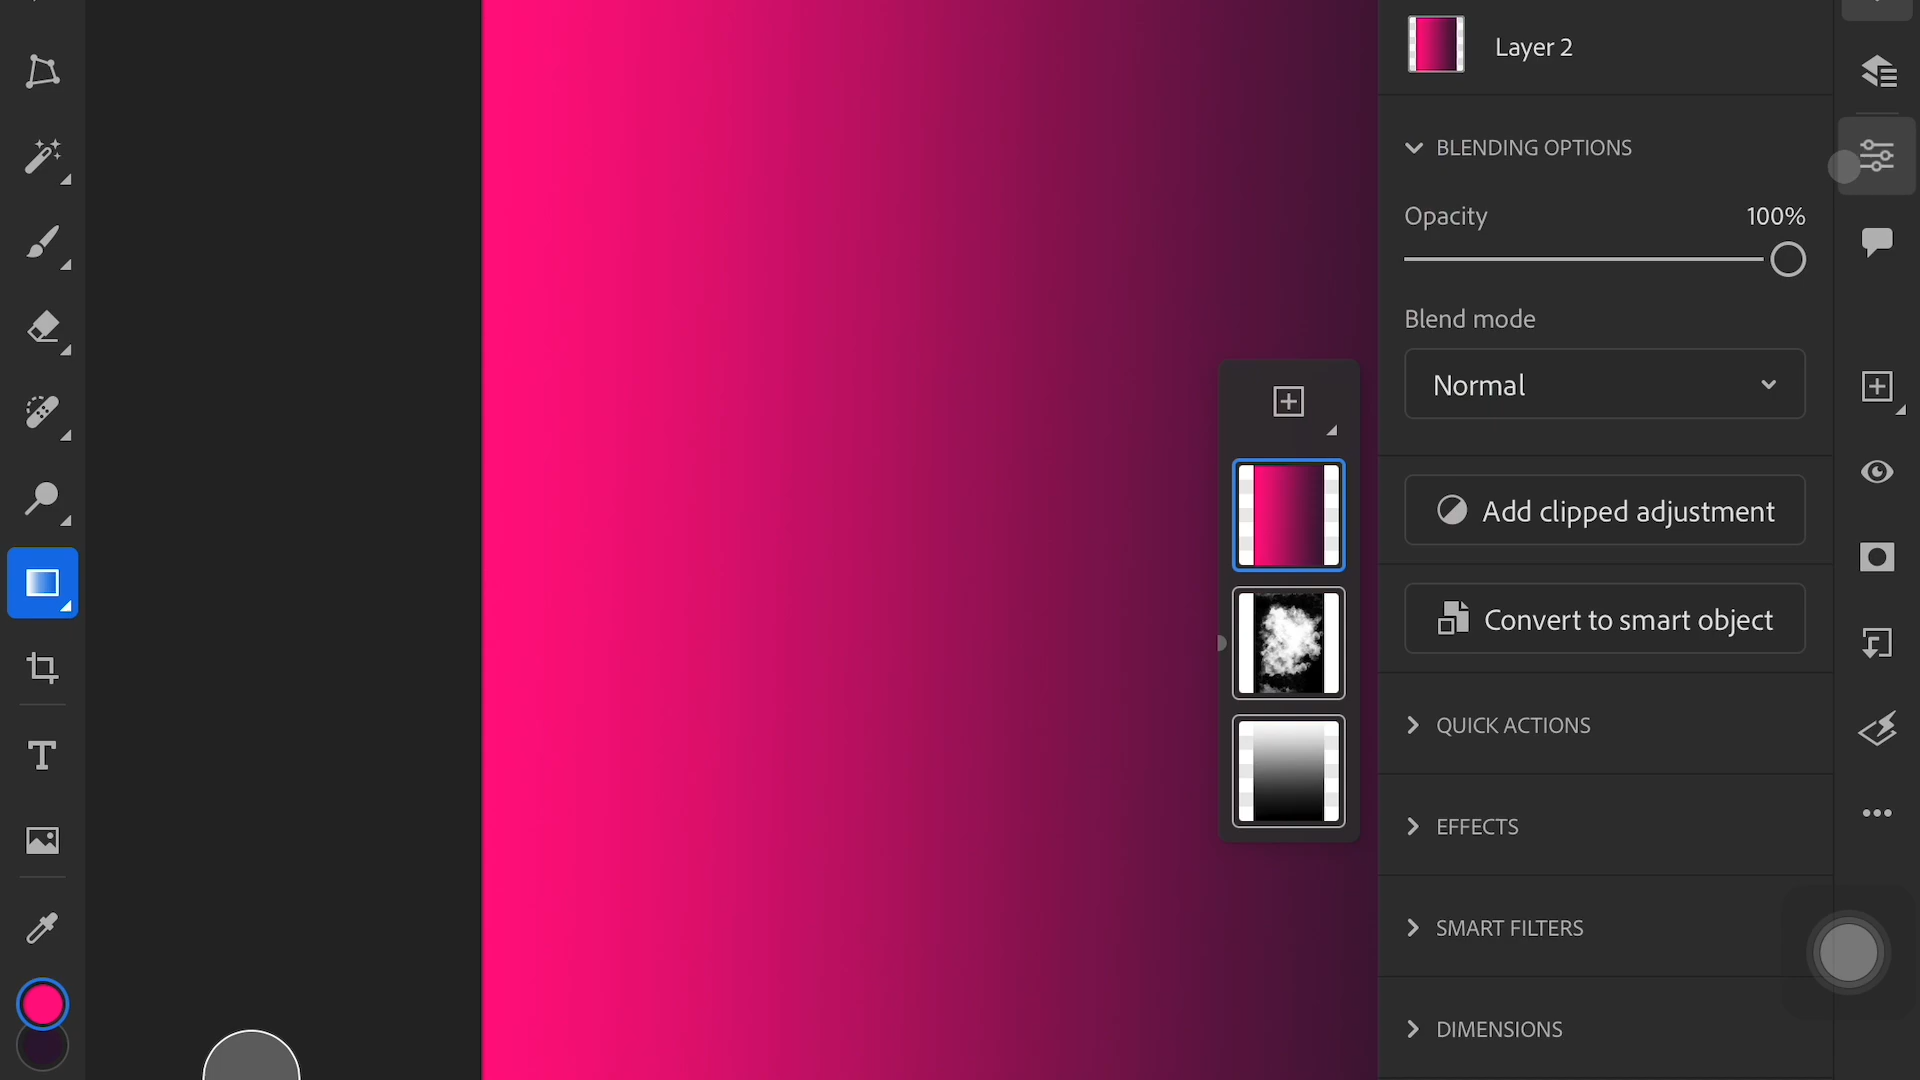 Layer 2
BLENDING OPTIONS
Opacity 100%
Blend mode
Normal
Add clipped adjustment
Convert to smart object
QUICK ACTIONS
EFFECTS
SMART FILTERS
DIMENSIONS